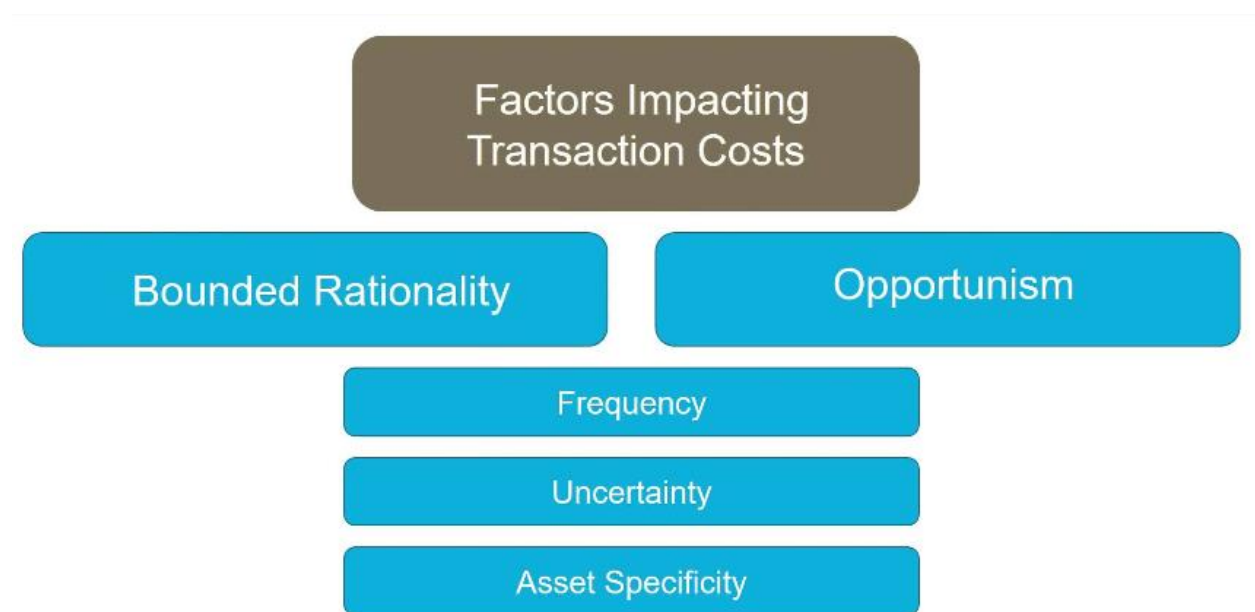 Factors Impacting
Transaction Costs
Bounded Rationality
Opportunism
Frequency
Uncertainty
Asset Specificity